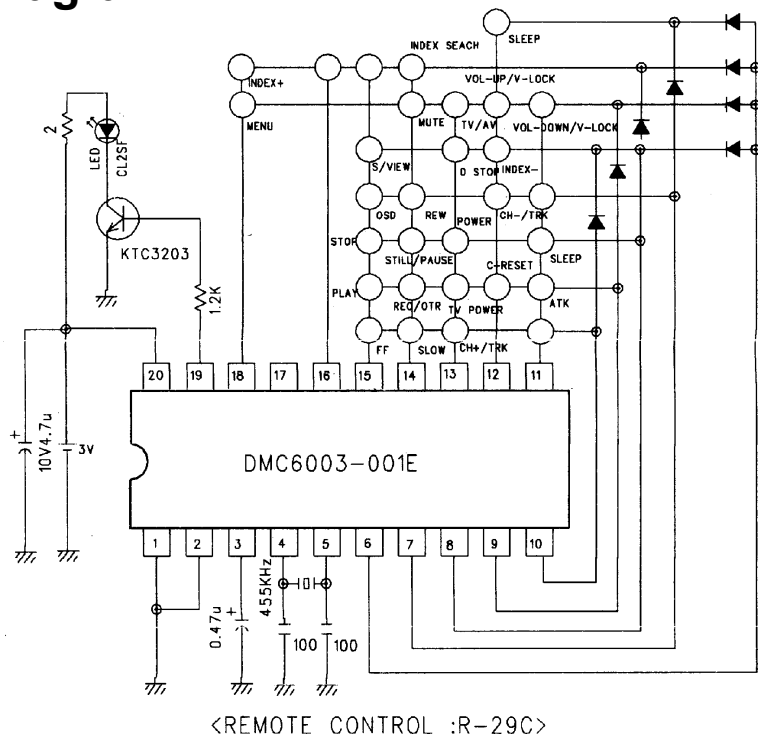 SLEEP
INDEX SEACH
INDEX+
VOL-UP/V-LOCK
MENU
MUTE
TV/AV
VOL-DOWN/V-LOCK
2
LED
CL2SF
S/VIEW
D STOP
INDEX-
OSD
REW
POWER
CH-/TRK
KTC3203
STOP
STILL/PAUSE
C-RESET
SLEEP
1.2K
PLAY
REC/OTR
TV POWER
ATK
FF
SLOW
CH+/TRK
20 19 18 17 16 15 14 13 12 11
+
10V4.7u
3V
DMC6003-001E
1 2 3 4 5 6 7 8 9 10
455KHz
0.47u
+
100
100
<REMOTE CONTROL :R-29C>